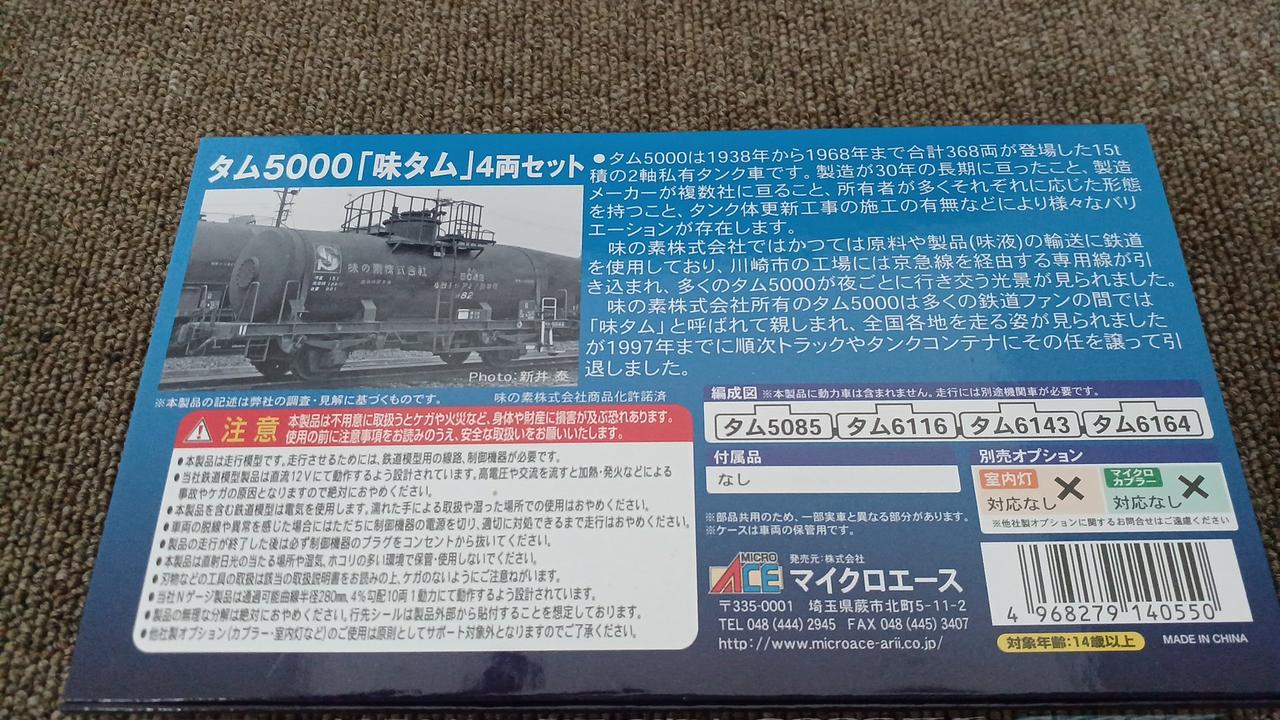 タム5000「味タム」4両セット
●タム5000は1938年から1968年まで合計368両が登場した15t
積の2軸私有タンク車です。製造が30年の長期に亘ったこと、製造
メーカーが複数社に亘ること、所有者が多くそれぞれに応じた形態
を持つこと、タンク体更新工事の施工の有無などにより様々なバリ
エーションが存在します。
味の素株式会社ではかつては原料や製品(味液)の輸送に鉄道
を使用しており、川崎市の工場には京急線を経由する専用線が引
き込まれ、多くのタム5000が夜ごとに行き交う光景が見られました。
味の素株式会社所有のタム5000は多くの鉄道ファンの間では
「味タム」と呼ばれて親しまれ、全国各地を走る姿が見られました
が1997年までに順次トラックやタンクコンテナにその任を譲って引
退しました。
味の素株式会社
Photo:新井 泰
※本製品の記述は弊社の調査・見解に基づくものです。
味の素株式会社商品化許諾済
注意
本製品は不用意に取扱うとケガや火災など、身体や財産に損害が及ぶ恐れあります。
使用の前に注意事項をお読みのうえ、安全な取扱いをお願いいたします。
●本製品は走行模型です。走行させるためには、鉄道模型用の線路、制御機器が必要です。
●当社鉄道模型製品は直流12Vにて動作するよう設計されています。高電圧や交流を流すと加熱・発火などによる
事故やケガの原因となりますので絶対におやめください。
●本製品を含む鉄道模型は電気を使用します。濡れた手による取扱や湿った場所での使用はおやめください。
●車両の脱線や異常を感じた場合にはただちに制御機器の電源を切り、適切に対処できるまで走行はおやめください。
●製品の走行が終了した後は必ず制御機器のプラグをコンセントから抜いてください。
●本製品は直射日光の当たる場所や湿気、ホコリの多い環境で保管・使用しないでください。
●刃物などの工具の取扱は該当の取扱説明書をお読みの上、ケガのないようにご注意ねがいます。
●当社Nゲージ製品は通過可能曲線半径280mm、4%勾配10両1動力にて動作するよう設計されています。
●製品の無理な分解は絶対におやめください。行先シールは製品外部から貼付することを想定しております。
●他社製オプション(カプラー・室内灯など)のご使用は原則としてサポート対象外となりますのでご了承ください。
編成図 ※本製品に動力車は含まれません。走行には別途機関車が必要です。
タム5085 タム6116 タム6143 タム6164
付属品
なし
別売オプション
室内灯
対応なし
マイクロ
カプラー
対応なし
※他社製オプションに関するお問合せはご遠慮ください
※部品共用のため、一部実車と異なる部分があります。
※ケースは車両の保管用です。
MICRO
ACE
発売元:株式会社
マイクロエース
〒335-0001 埼玉県蕨市北町5-11-2
TEL 048 (444) 2945 FAX 048 (445) 3407
http://www.microace-arii.co.jp/
4 968279 140550
対象年齢:14歳以上
MADE IN CHINA